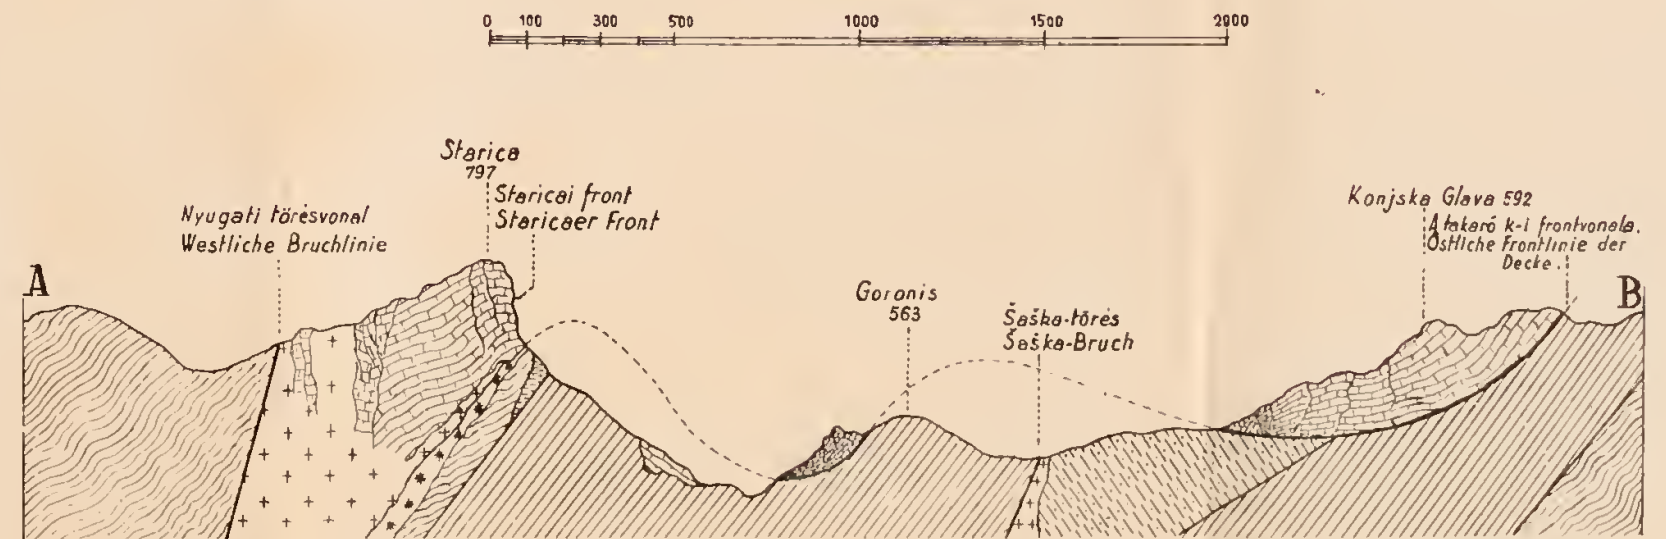 0 100 300 500 1000 1500 2000
Starica
797
Staricai front
Staricaer Front
Nyugati törésvonal
Westliche Bruchlinie
Konjska Glava 592
A takaró k-i frontvonala.
Östliche Frontlinie der
Decke.
A
B
Goronis
563
Šaška-törés
Šaška-Bruch